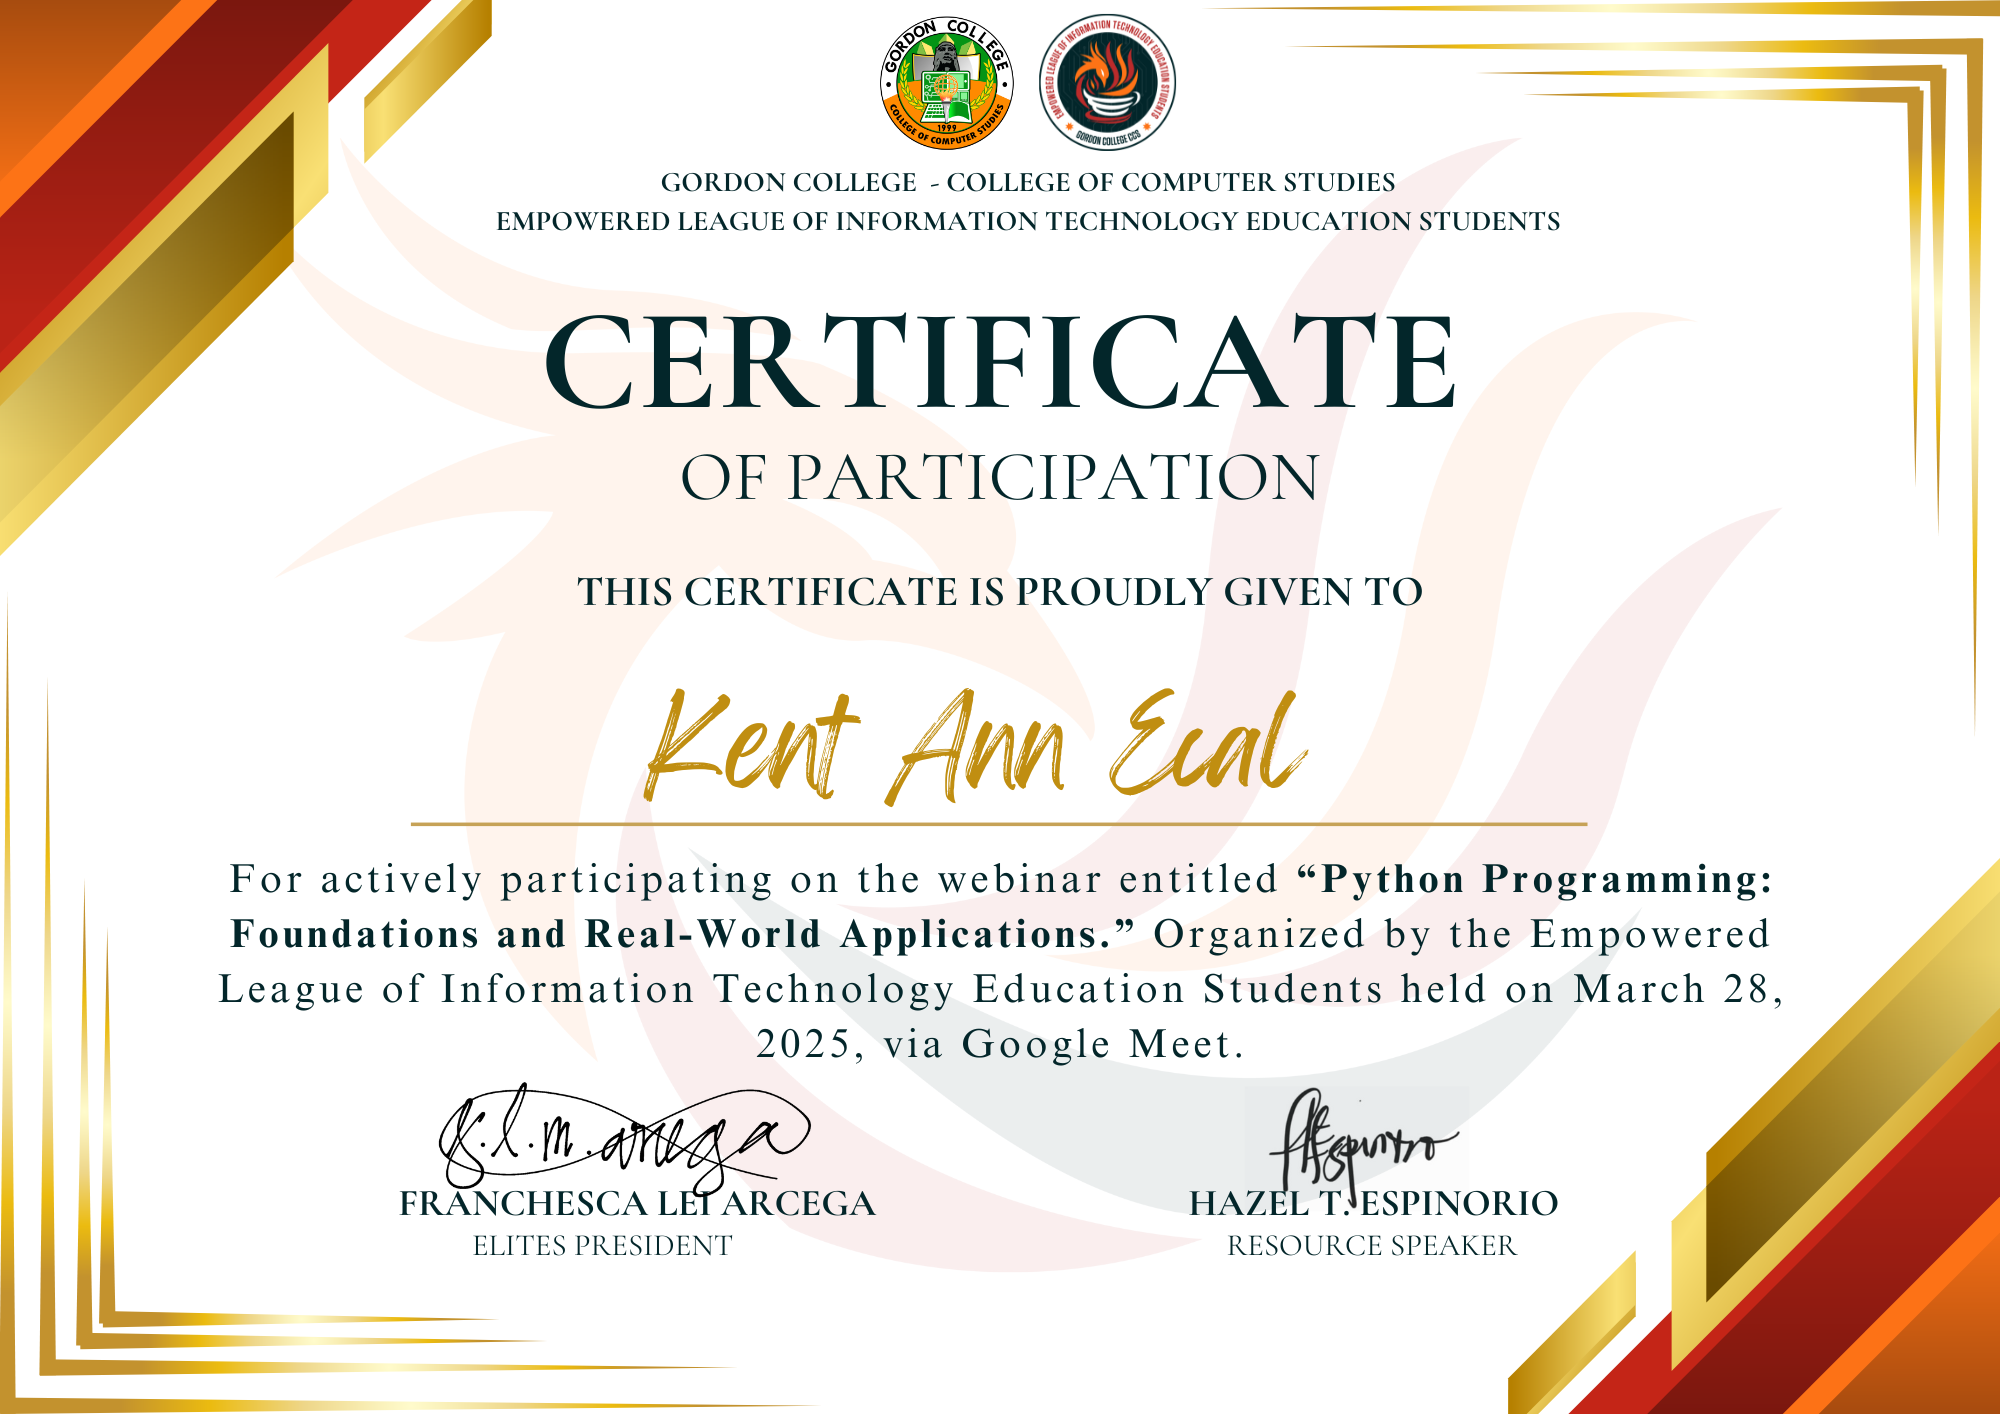 GORDON COLLEGE
COLLEGE OF COMPUTER STUDIES
1999
EMPOWERED LEAGUE OF INFORMATION TECHNOLOGY EDUCATION STUDENTS
GORDON COLLEGE CCS
GORDON COLLEGE - COLLEGE OF COMPUTER STUDIES
EMPOWERED LEAGUE OF INFORMATION TECHNOLOGY EDUCATION STUDENTS
CERTIFICATE
OF PARTICIPATION
THIS CERTIFICATE IS PROUDLY GIVEN TO
Kent Ann Ecal
For actively participating on the webinar entitled “Python Programming:
Foundations and Real-World Applications.” Organized by the Empowered
League of Information Technology Education Students held on March 28,
2025, via Google Meet.
f.l.m.arcega
HTEspinorio
FRANCHESCA LEI ARCEGA
HAZEL T. ESPINORIO
ELITES PRESIDENT
RESOURCE SPEAKER